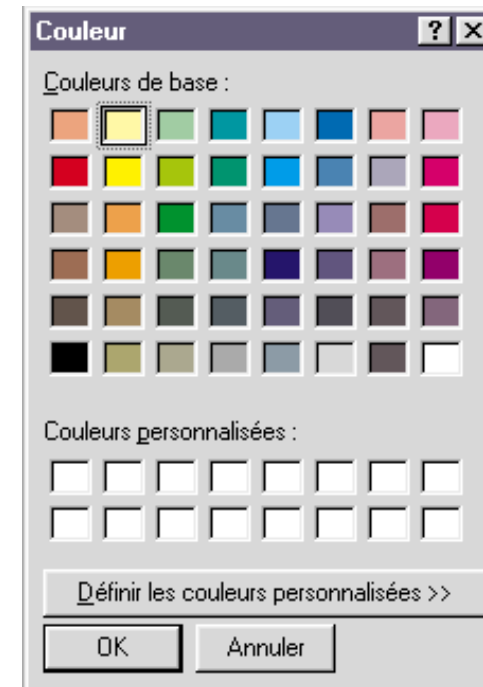 Couleur
Couleurs de base :
Couleurs personnalisées :
Définir les couleurs personnalisées >>
OK
Annuler